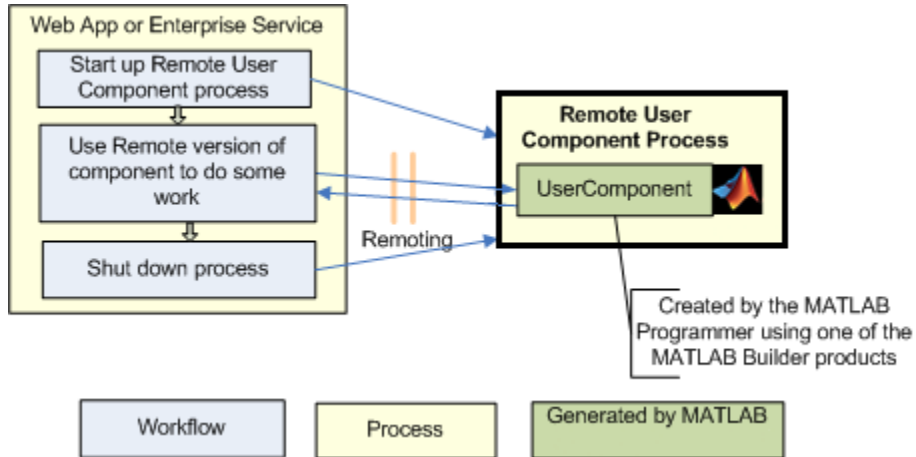 Web App or Enterprise Service
Start up Remote User
Component process
Use Remote version of
component to do some
work
Shut down process
Remoting
Remote User
Component Process
UserComponent
Created by the MATLAB
Programmer using one of the
MATLAB Builder products
Workflow
Process
Generated by MATLAB